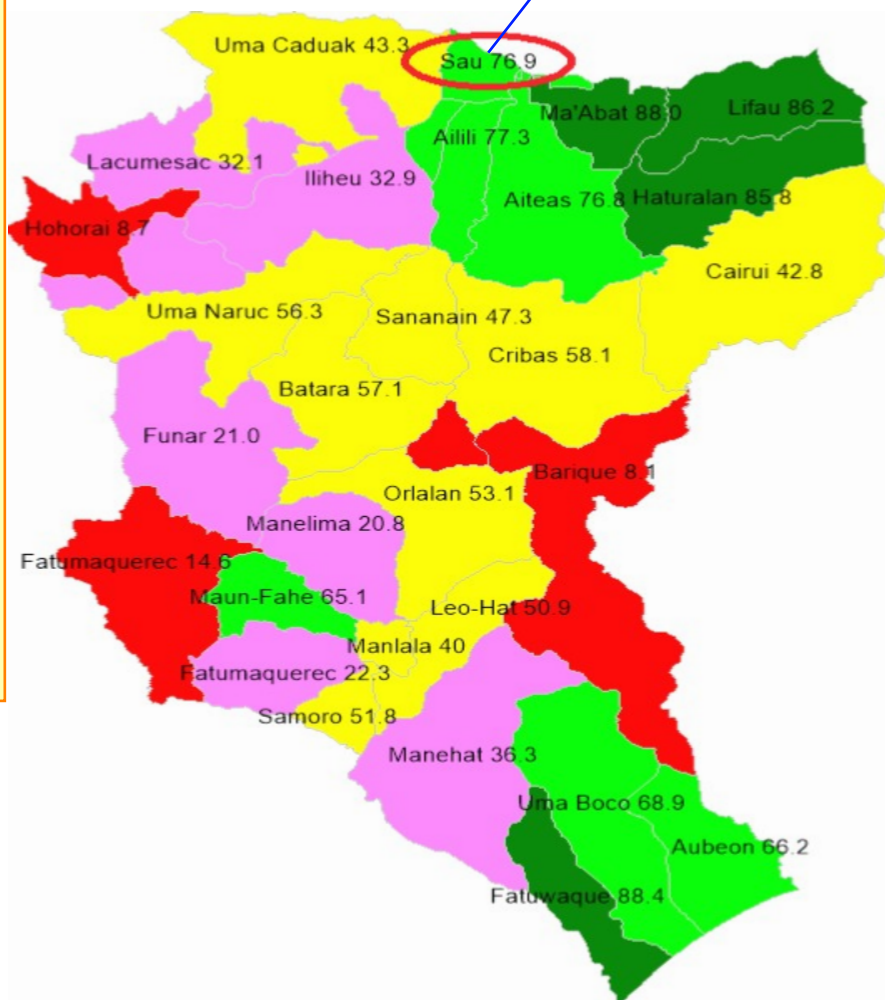 Uma Caduak 43.3
Sau 76.9
Ma'Abat 88.0
Lifau 86.2
Ailili 77.3
Lacumesac 32.1
Iliheu 32.9
Aiteas 76.8
Haturalan 85.8
Hohorai 8.7
Cairui 42.8
Uma Naruc 56.3
Sananain 47.3
Cribas 58.1
Batara 57.1
Funar 21.0
Barique 8.1
Orlalan 53.1
Manelima 20.8
Fatumaquerec 14.6
Maun-Fahe 65.1
Leo-Hat 50.9
Manlala 40
Fatumaquerec 22.3
Samoro 51.8
Manehat 36.3
Uma Boco 68.9
Aubeon 66.2
Fatuwaque 88.4